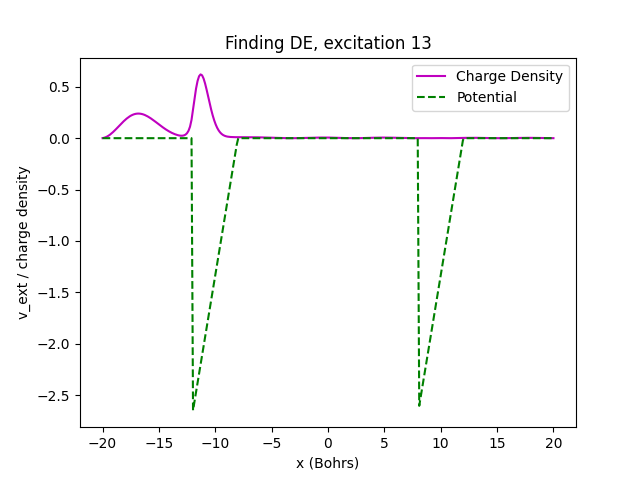 Finding DE, excitation 13
Charge Density
Potential
0.5
0.0
−0.5
−1.0
−1.5
−2.0
−2.5
v_ext / charge density
−20 −15 −10 −5 0 5 10 15 20
x (Bohrs)